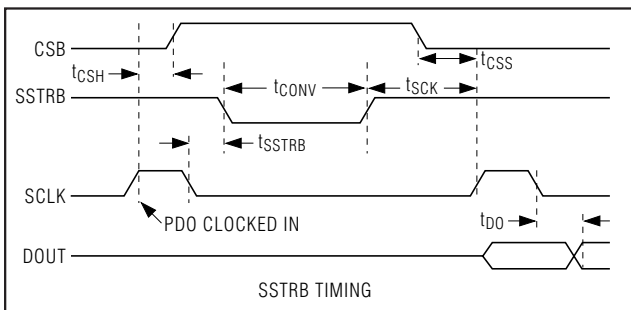 CSB
tCSH
tCSS
SSTRB
tCONV
tSCK
tSSTRB
SCLK
PDO CLOCKED IN
tDO
DOUT
SSTRB TIMING